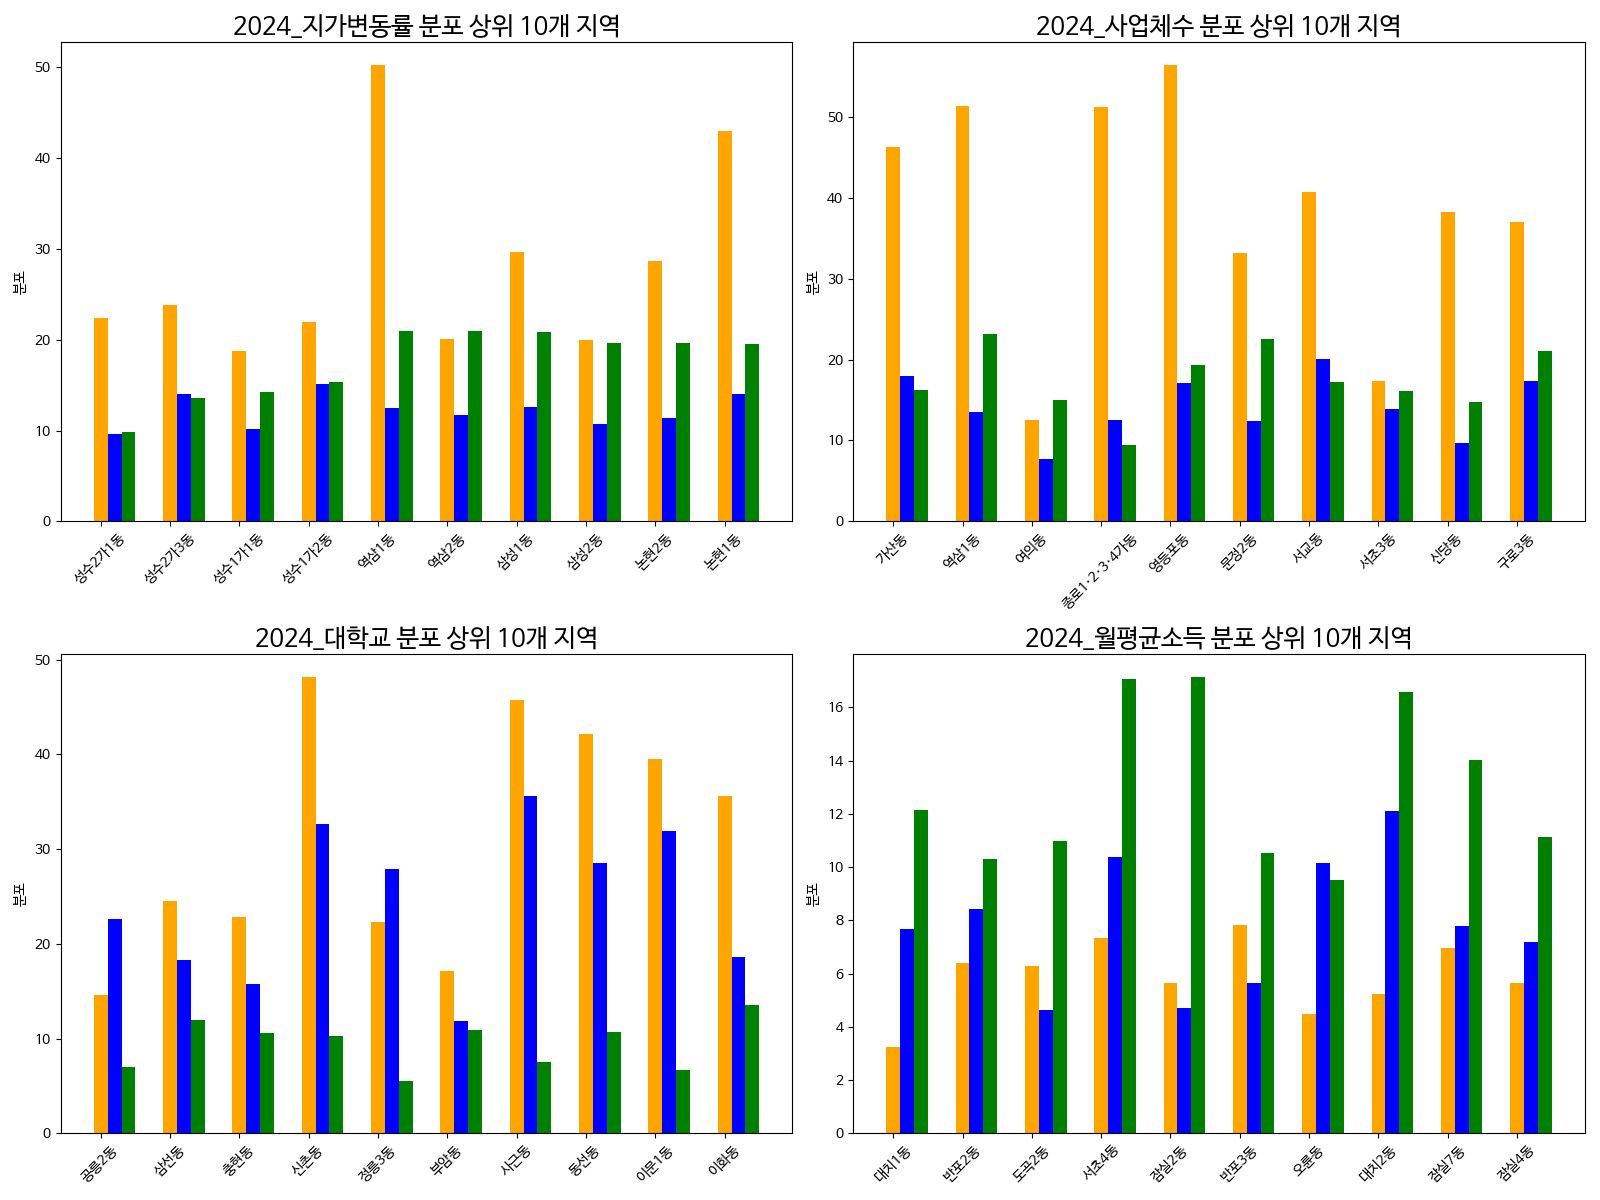 2024_지가변동률 분포 상위 10개 지역
50
40
30
20
10
0
분포
성수2가1동
성수2가3동
성수1가1동
성수1가2동
역삼1동
역삼2동
삼성1동
삼성2동
논현2동
논현1동
2024_사업체수 분포 상위 10개 지역
50
40
30
20
10
0
분포
가산동
역삼1동
여의동
종로1·2·3·4가동
영등포동
문정2동
서교동
서초3동
신당동
구로3동
2024_대학교 분포 상위 10개 지역
50
40
30
20
10
0
분포
공릉2동
삼선동
충현동
신촌동
정릉3동
부암동
사근동
동선동
이문1동
이화동
2024_월평균소득 분포 상위 10개 지역
16
14
12
10
8
6
4
2
0
분포
대치1동
반포2동
도곡2동
서초4동
잠실2동
반포3동
오륜동
대치2동
잠실7동
잠실4동